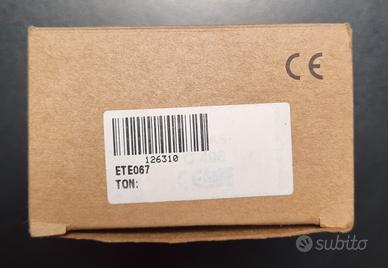 CE
126310
ETE067
TON:
subito